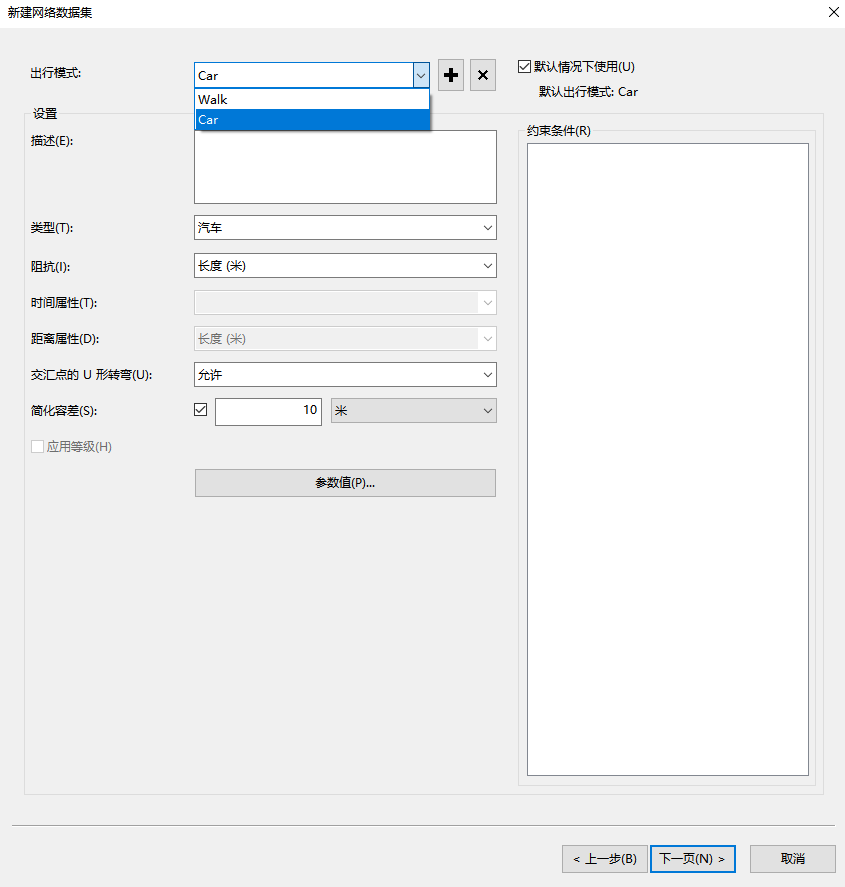 新建网络数据集
出行模式:
Car
默认情况下使用(U)
默认出行模式: Car
Walk
Car
设置
描述(E):
约束条件(R)
类型(T):
汽车
阻抗(I):
长度 (米)
时间属性(T):
距离属性(D):
长度 (米)
交汇点的 U 形转弯(U):
允许
简化容差(S):
10
米
应用等级(H)
参数值(P)...
< 上一步(B)
下一页(N) >
取消